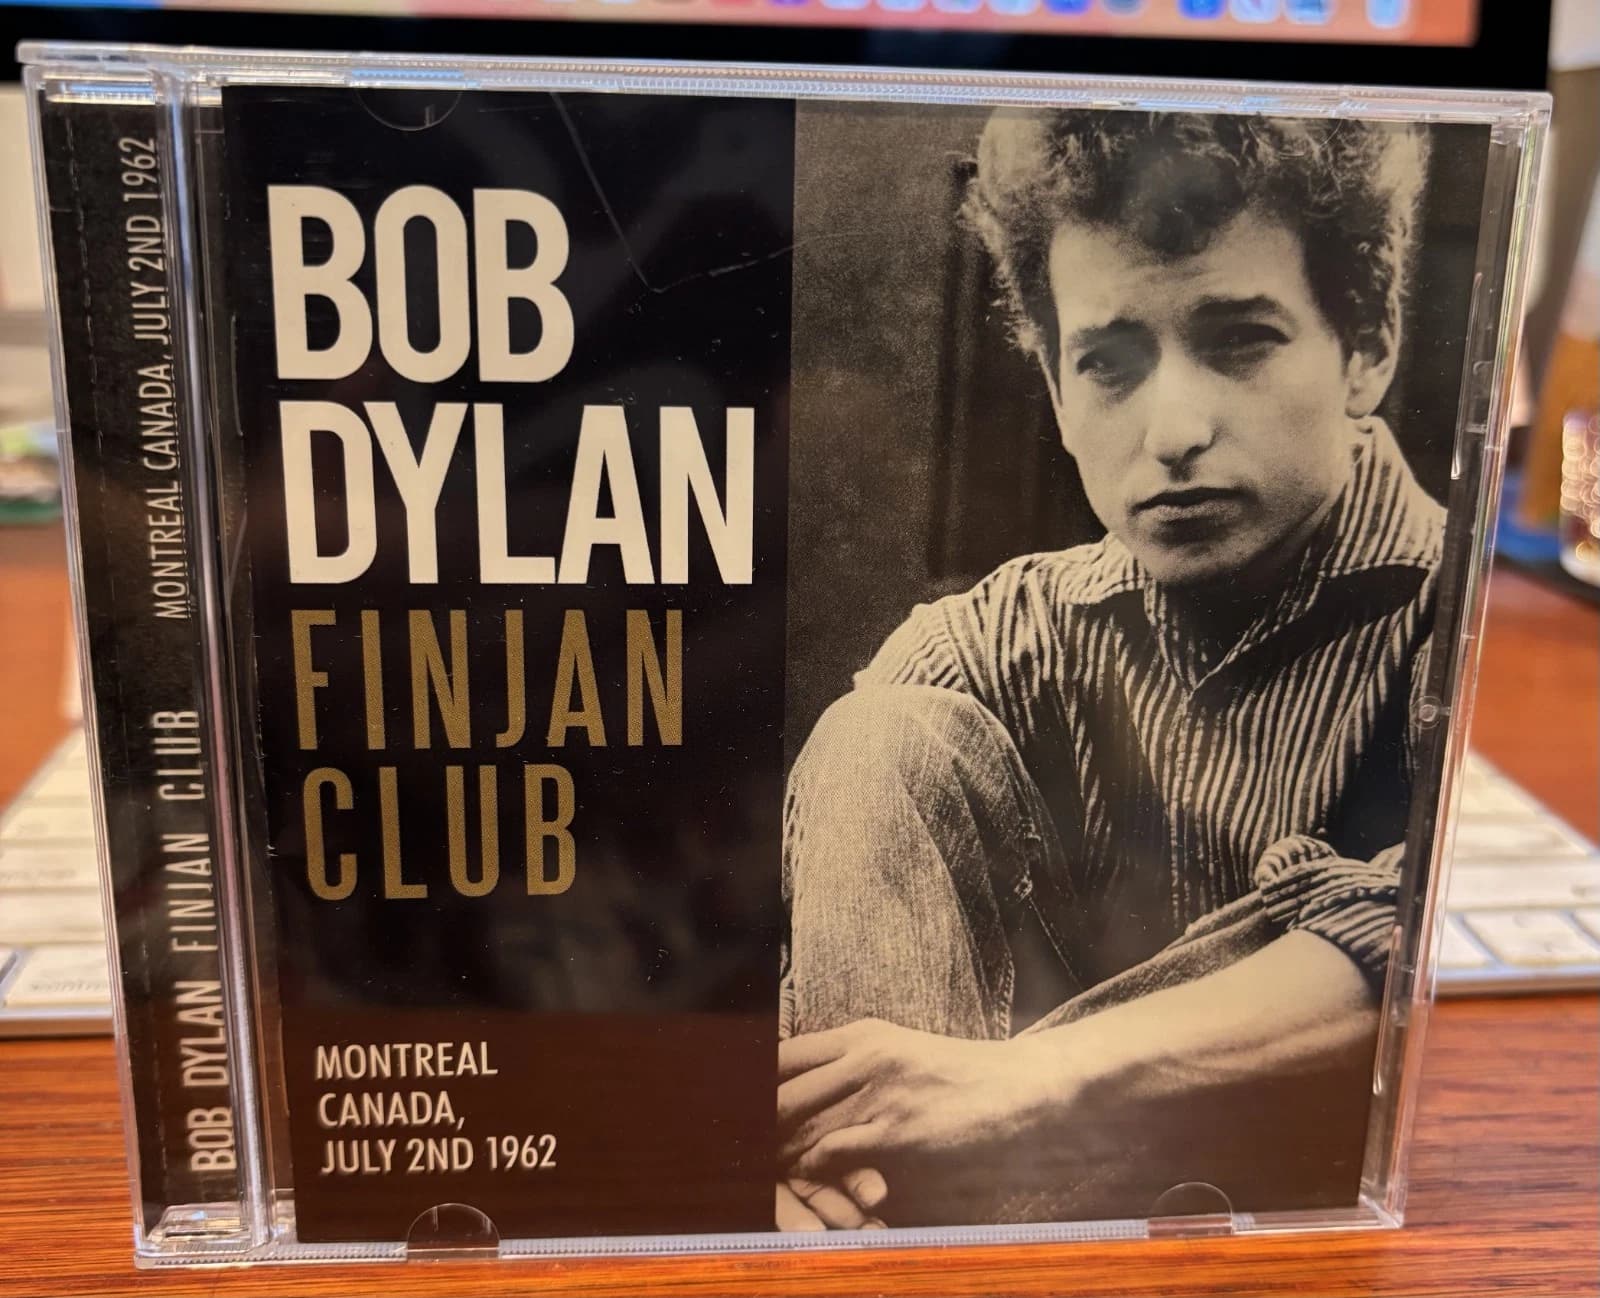 BOB DYLAN FINJAN CLUB MONTREAL CANADA, JULY 2ND 1962
BOB
DYLAN
FINJAN
CLUB
MONTREAL
CANADA,
JULY 2ND 1962